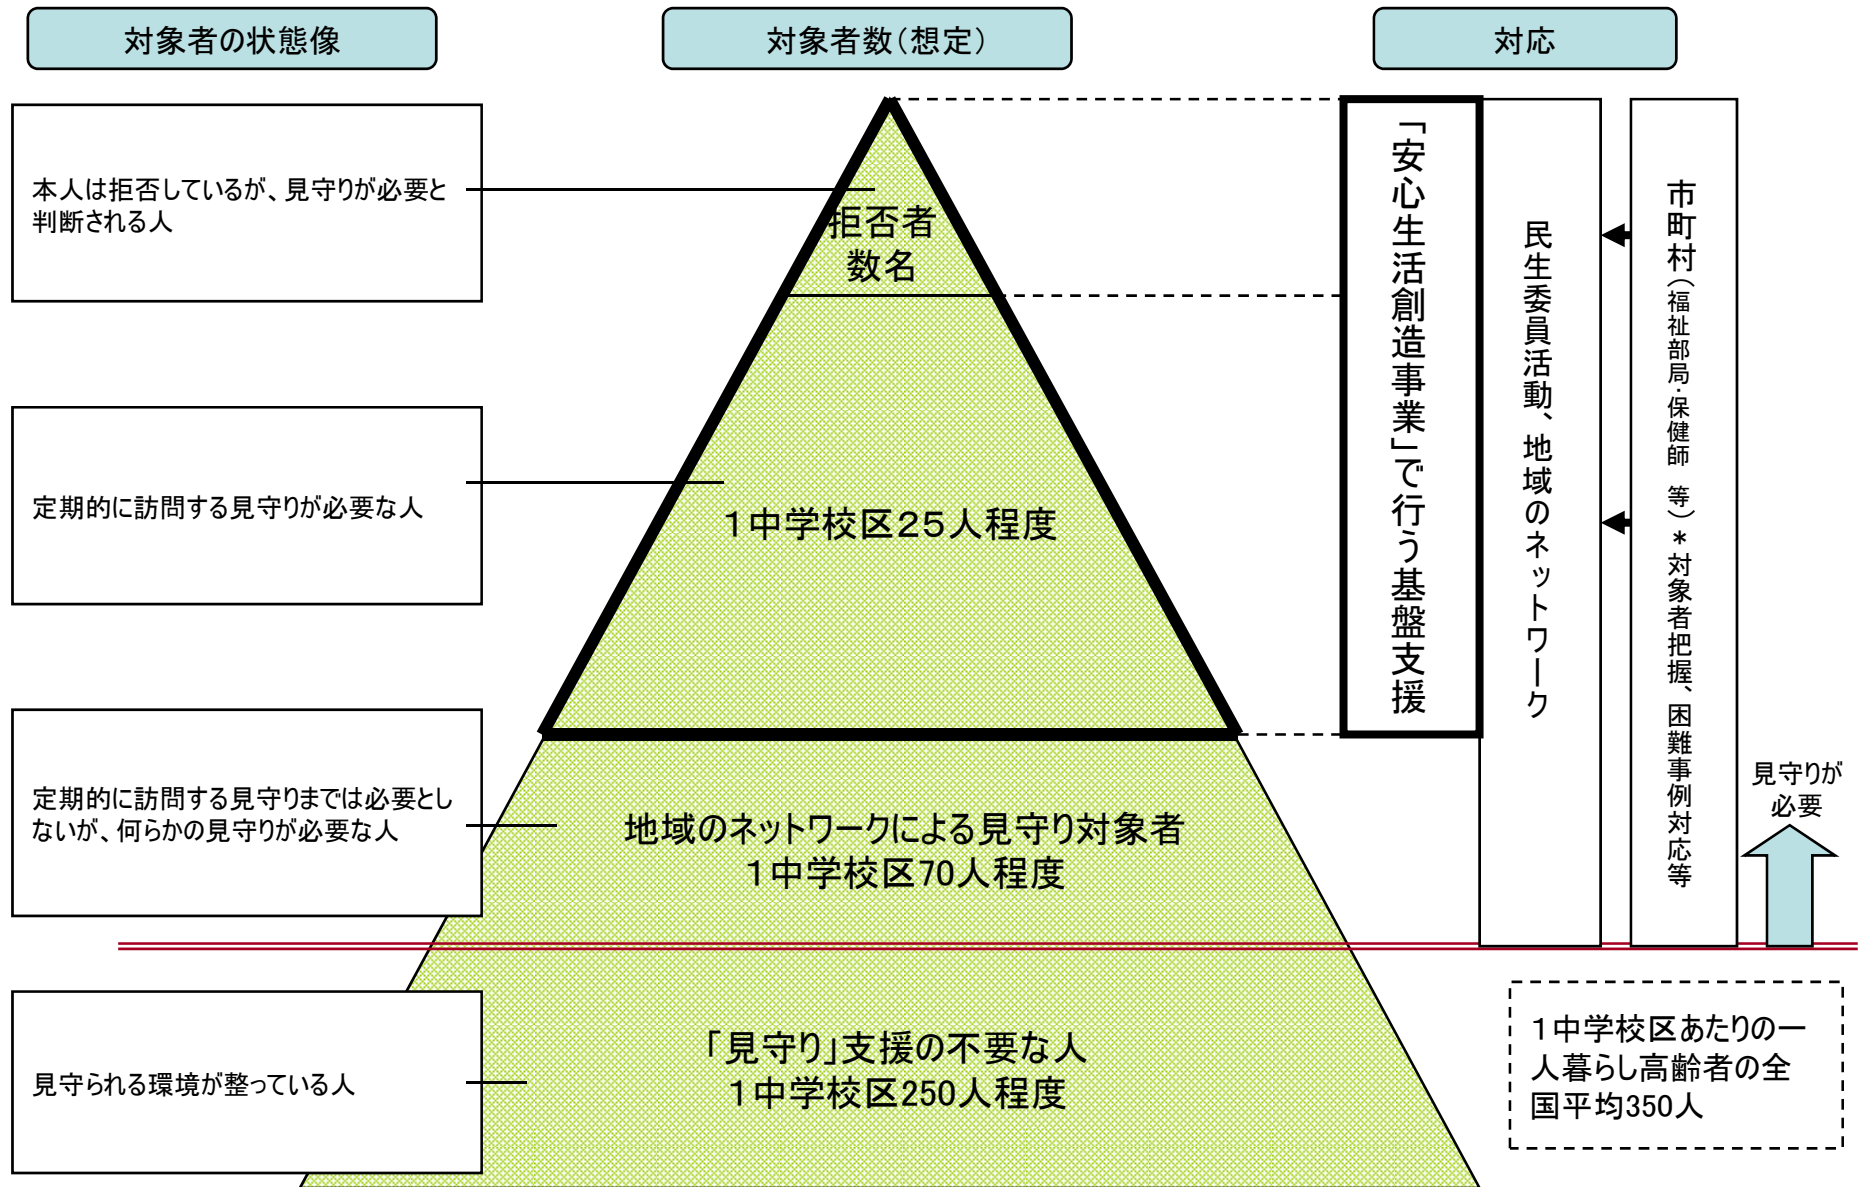 対象者の状態像
対象者数（想定）
対応
本人は拒否しているが、見守りが必要と
判断される人
定期的に訪問する見守りが必要な人
定期的に訪問する見守りまでは必要とし
ないが、何らかの見守りが必要な人
見守られる環境が整っている人
拒否者
数名
１中学校区２５人程度
地域のネットワークによる見守り対象者
１中学校区70人程度
「見守り」支援の不要な人
１中学校区250人程度
「安心生活創造事業」で行う基盤支援
民生委員活動、地域のネットワーク
市町村（福祉部局・保健師 等）＊対象者把握、困難事例対応等
見守りが
必要
１中学校区あたりの一
人暮らし高齢者の全
国平均350人